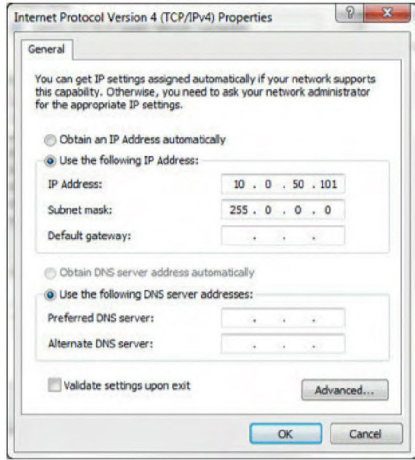 Internet Protocol Version 4 (TCP/IPv4) Properties
General
You can get IP settings assigned automatically if your network supports
this capability. Otherwise, you need to ask your network administrator
for the appropriate IP settings.
Obtain an IP Address automatically
Use the following IP Address:
IP Address: 10 . 0 . 50 . 101
Subnet mask: 255 . 0 . 0 . 0
Default gateway: . . .
Obtain DNS server address automatically
Use the following DNS server addresses:
Preferred DNS server: . . .
Alternate DNS server: . . .
Validate settings upon exit
Advanced...
OK Cancel